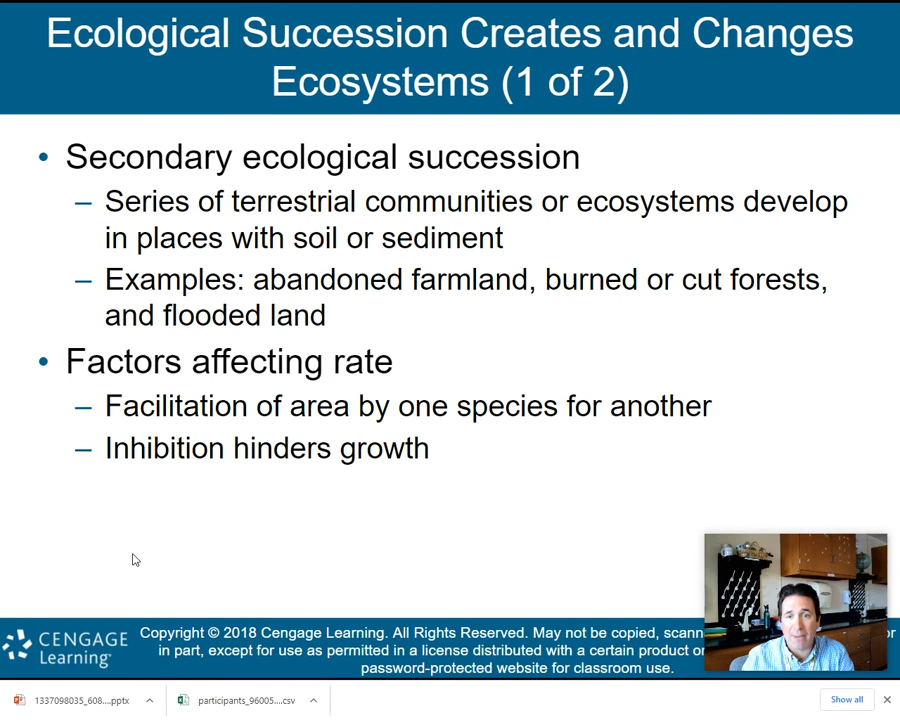 Ecological Succession Creates and Changes
Ecosystems (1 of 2)
• Secondary ecological succession
– Series of terrestrial communities or ecosystems develop
in places with soil or sediment
– Examples: abandoned farmland, burned or cut forests,
and flooded land
• Factors affecting rate
– Facilitation of area by one species for another
– Inhibition hinders growth
CENGAGE
Learning®
Copyright © 2018 Cengage Learning. All Rights Reserved. May not be copied, scann
or
in part, except for use as permitted in a license distributed with a certain product or
password-protected website for classroom use.
1337098035_608....pptx
participants_96005....csv
Show all